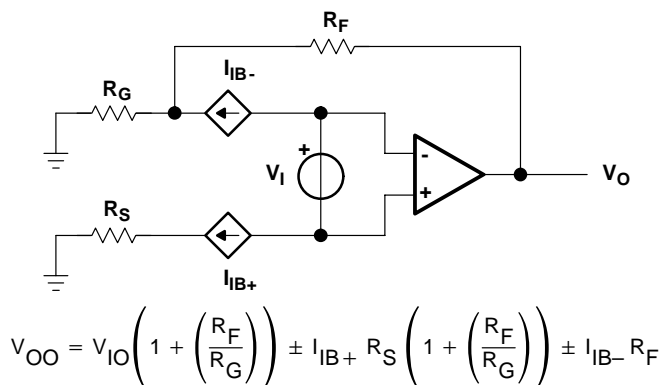 R_F
I_IB-
R_G
+
V_I
-
+
V_O
R_S
I_IB+
V_OO = V_IO(1 + (R_F/R_G)) ± I_IB+ R_S(1 + (R_F/R_G)) ± I_IB– R_F